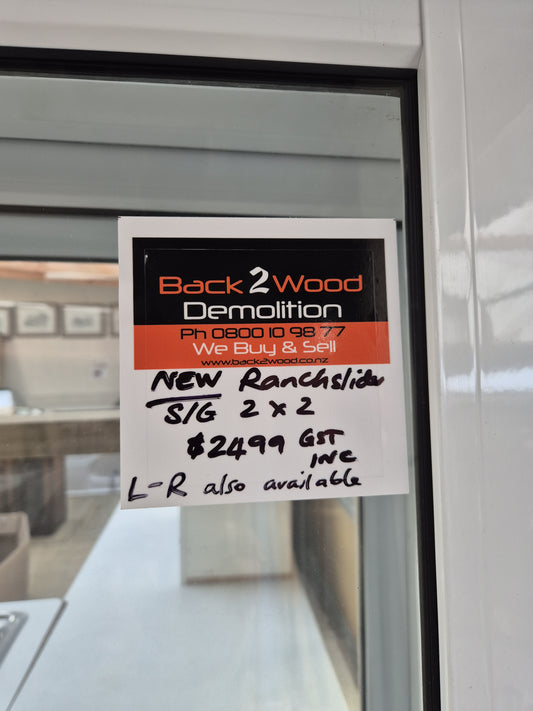 Back 2 Wood
Demolition
Ph 0800 10 98 77
We Buy & Sell
www.back2wood.co.nz
NEW Ranchslider
S/G 2 x 2
$2499 GST
INC
L-R also available